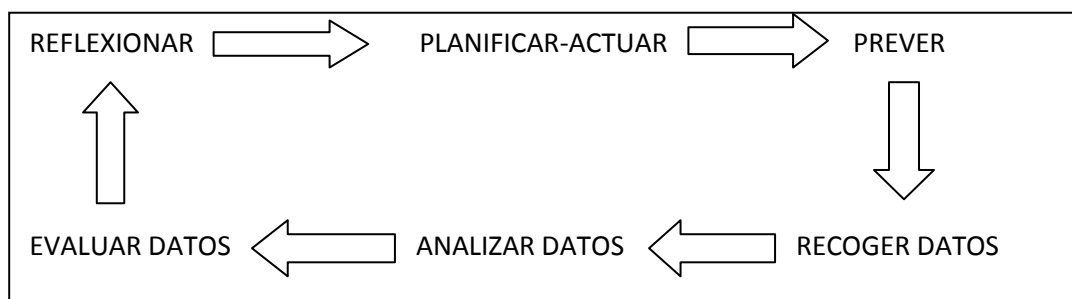 REFLEXIONAR PLANIFICAR-ACTUAR PREVER
EVALUAR DATOS ANALIZAR DATOS RECOGER DATOS